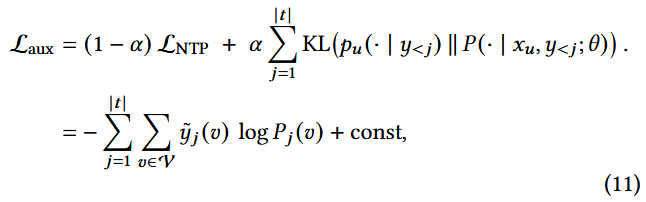 ℒ_aux = (1 − α) ℒ_NTP + α ∑_{j=1}^{|t|} KL(p_u(· | y_{<j}) ‖ P(· | x_u, y_{<j}; θ)) .
= − ∑_{j=1}^{|t|} ∑_{v∈𝒱} ỹ_j(v) log P_j(v) + const,
(11)